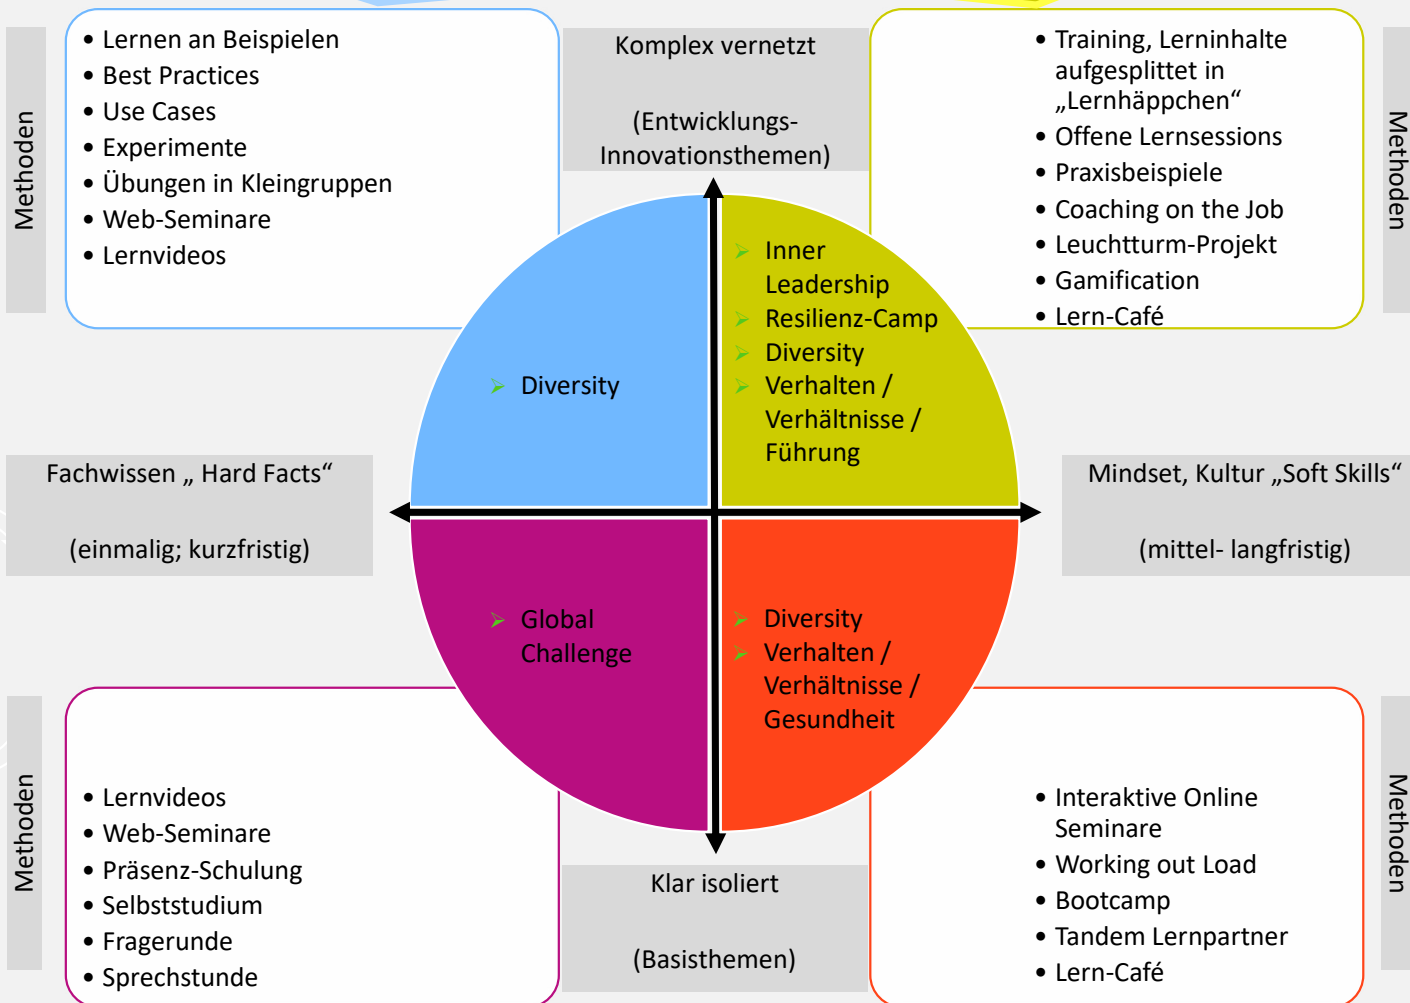 Methoden
• Lernen an Beispielen
• Best Practices
• Use Cases
• Experimente
• Übungen in Kleingruppen
• Web-Seminare
• Lernvideos
Komplex vernetzt
(Entwicklungs-
Innovationsthemen)
• Training, Lerninhalte
aufgesplittet in
„Lernhäppchen“
• Offene Lernsessions
• Praxisbeispiele
• Coaching on the Job
• Leuchtturm-Projekt
• Gamification
• Lern-Café
Methoden
➢ Diversity
➢ Inner
Leadership
➢ Resilienz-Camp
➢ Diversity
➢ Verhalten /
Verhältnisse /
Führung
Fachwissen „ Hard Facts“
(einmalig; kurzfristig)
Mindset, Kultur „Soft Skills“
(mittel- langfristig)
➢ Global
Challenge
➢ Diversity
➢ Verhalten /
Verhältnisse /
Gesundheit
Methoden
• Lernvideos
• Web-Seminare
• Präsenz-Schulung
• Selbststudium
• Fragerunde
• Sprechstunde
Klar isoliert
(Basisthemen)
• Interaktive Online
Seminare
• Working out Load
• Bootcamp
• Tandem Lernpartner
• Lern-Café
Methoden